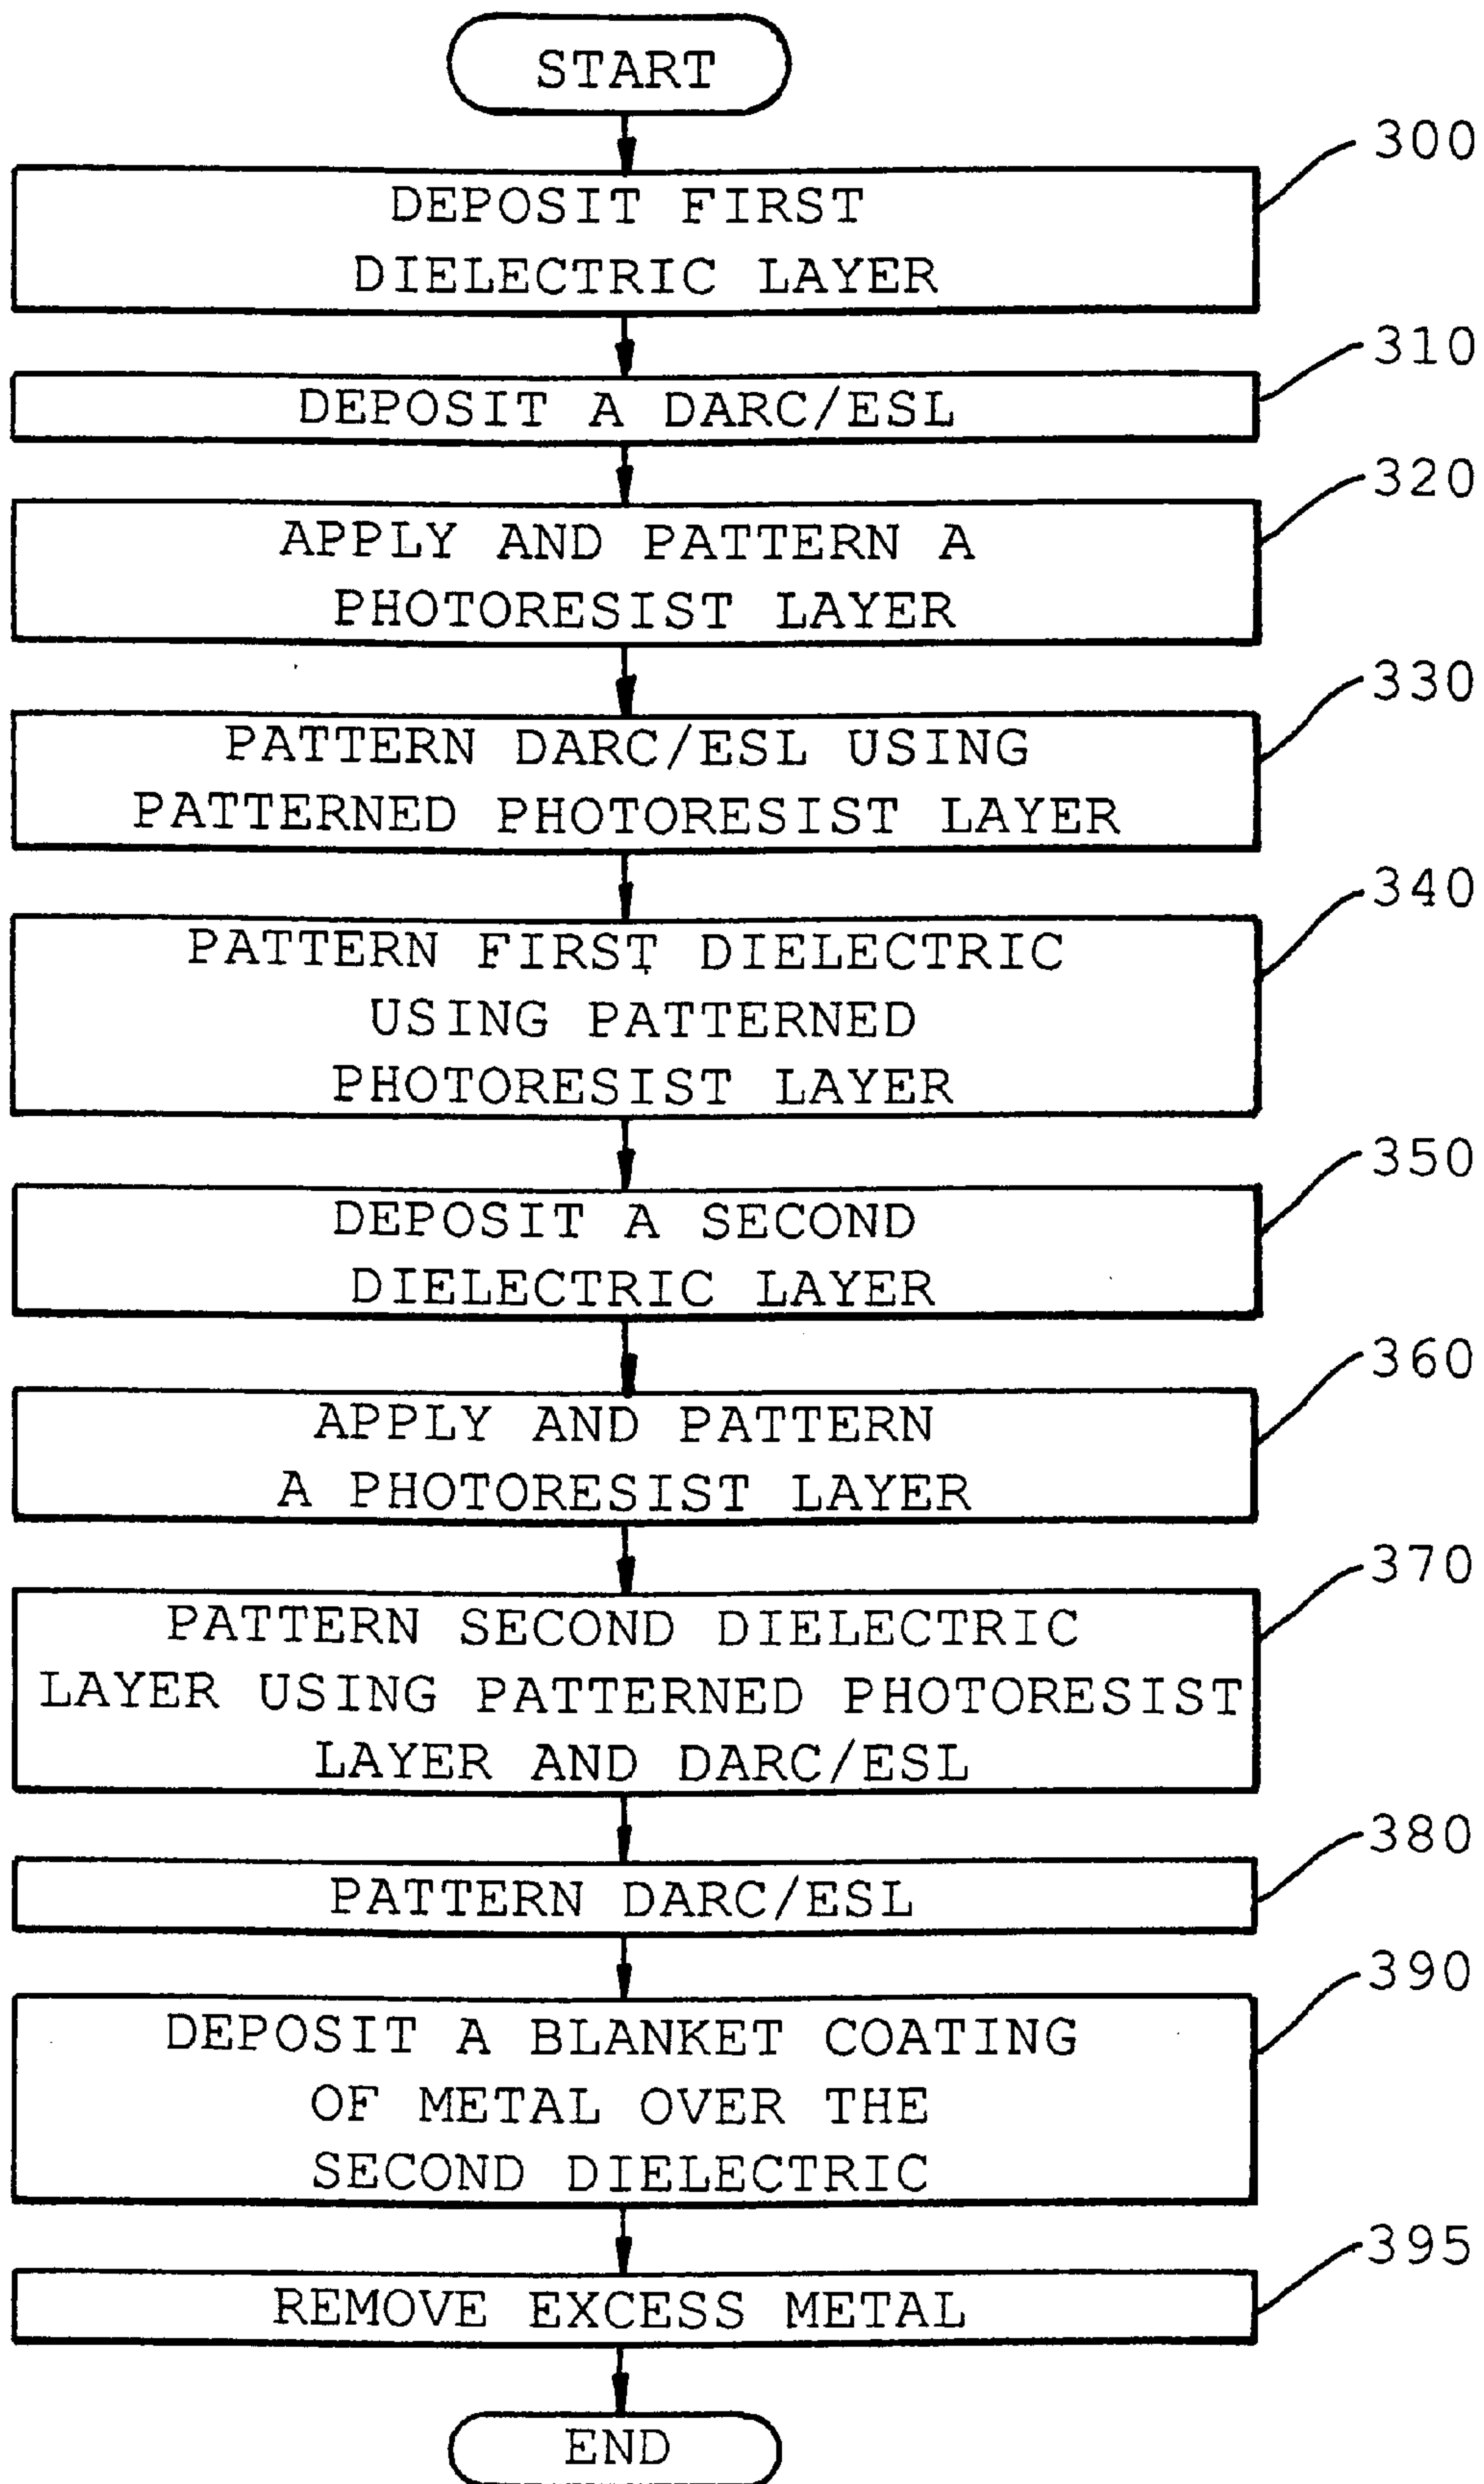 START
300
DEPOSIT FIRST
DIELECTRIC LAYER
310
DEPOSIT A DARC/ESL
320
APPLY AND PATTERN A
PHOTORESIST LAYER
330
PATTERN DARC/ESL USING
PATTERNED PHOTORESIST LAYER
340
PATTERN FIRST DIELECTRIC
USING PATTERNED
PHOTORESIST LAYER
350
DEPOSIT A SECOND
DIELECTRIC LAYER
360
APPLY AND PATTERN
A PHOTORESIST LAYER
370
PATTERN SECOND DIELECTRIC
LAYER USING PATTERNED PHOTORESIST
LAYER AND DARC/ESL
380
PATTERN DARC/ESL
390
DEPOSIT A BLANKET COATING
OF METAL OVER THE
SECOND DIELECTRIC
395
REMOVE EXCESS METAL
END